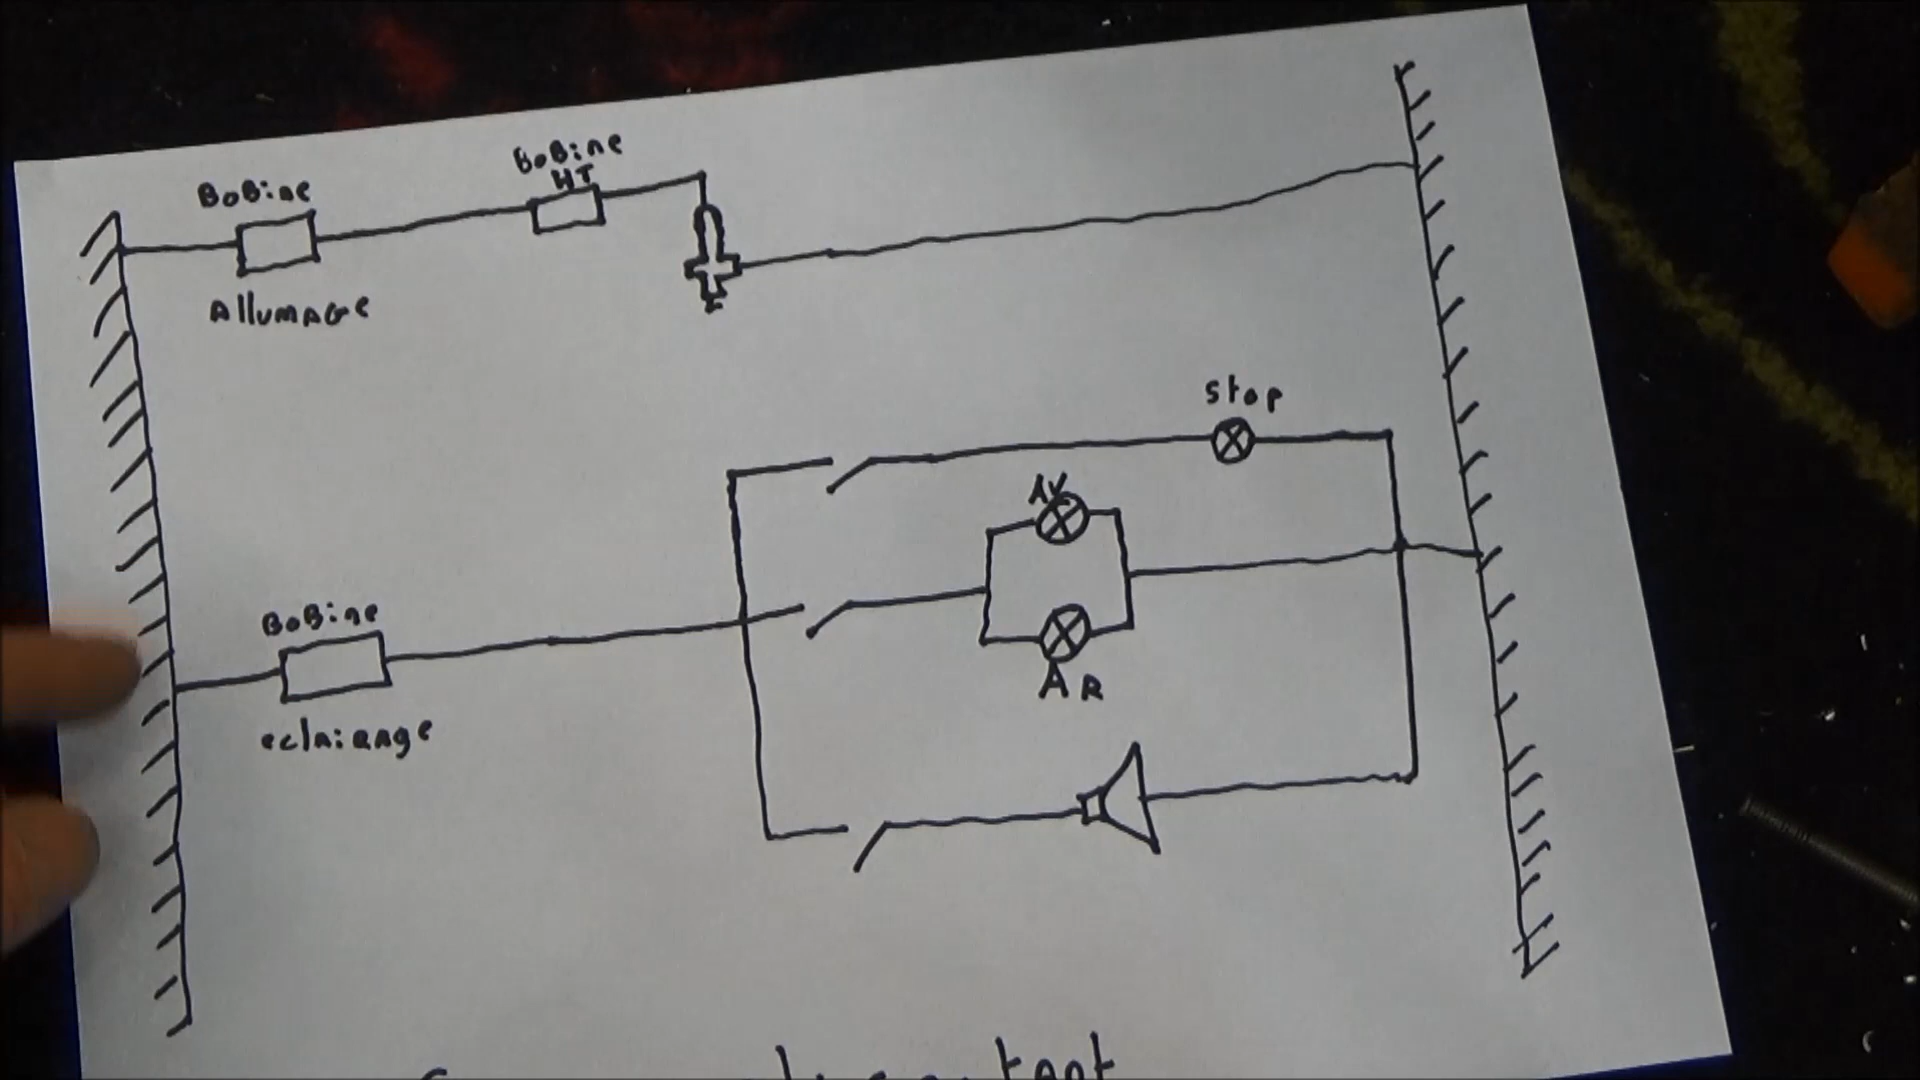 BoBine
HT
BoBine
AllumAGe
Stop
AV
AR
BoBine
eclairage